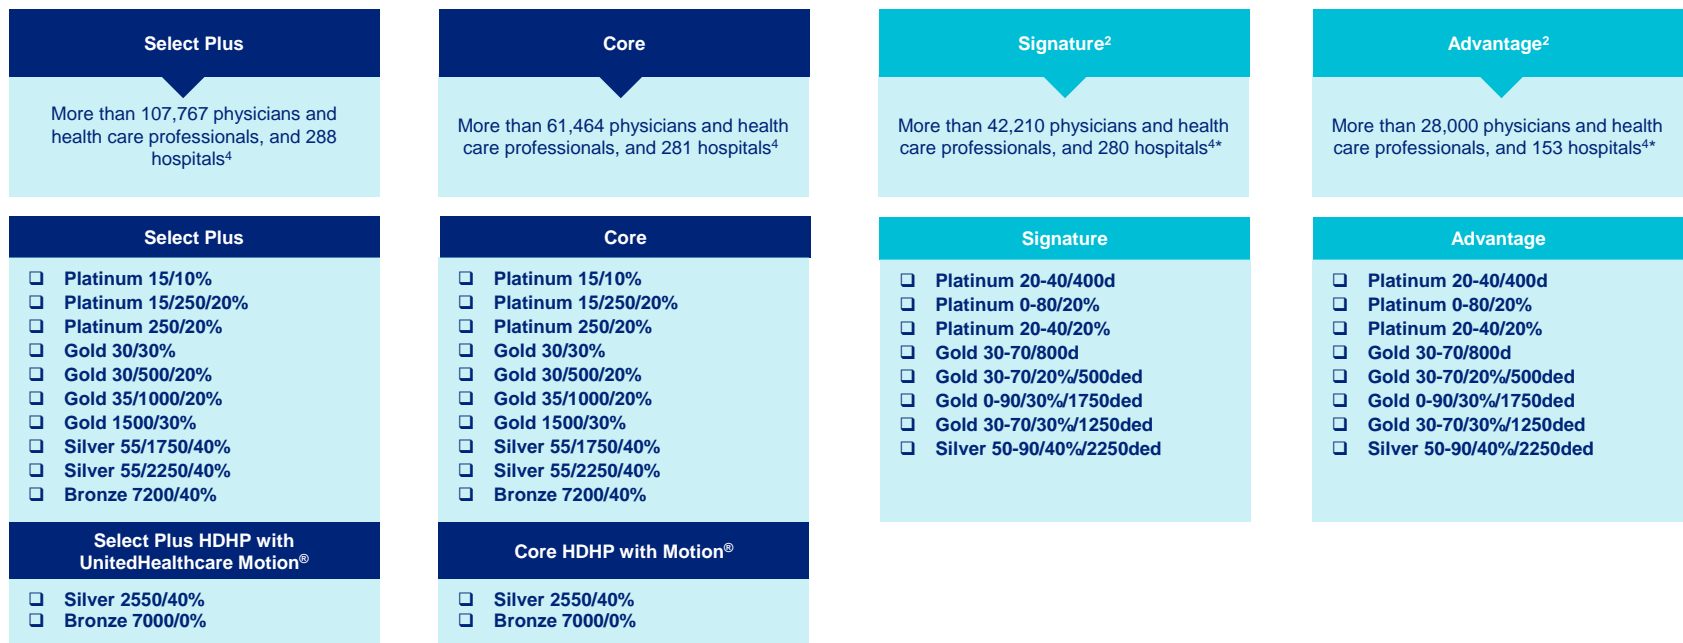 Select Plus
More than 107,767 physicians and
health care professionals, and 288
hospitals⁴
Core
More than 61,464 physicians and health
care professionals, and 281 hospitals⁴
Signature²
More than 42,210 physicians and health
care professionals, and 280 hospitals⁴*
Advantage²
More than 28,000 physicians and health
care professionals, and 153 hospitals⁴*
Select Plus
❑ Platinum 15/10%
❑ Platinum 15/250/20%
❑ Platinum 250/20%
❑ Gold 30/30%
❑ Gold 30/500/20%
❑ Gold 35/1000/20%
❑ Gold 1500/30%
❑ Silver 55/1750/40%
❑ Silver 55/2250/40%
❑ Bronze 7200/40%
Select Plus HDHP with
UnitedHealthcare Motion®
❑ Silver 2550/40%
❑ Bronze 7000/0%
Core
❑ Platinum 15/10%
❑ Platinum 15/250/20%
❑ Platinum 250/20%
❑ Gold 30/30%
❑ Gold 30/500/20%
❑ Gold 35/1000/20%
❑ Gold 1500/30%
❑ Silver 55/1750/40%
❑ Silver 55/2250/40%
❑ Bronze 7200/40%
Core HDHP with Motion®
❑ Silver 2550/40%
❑ Bronze 7000/0%
Signature
❑ Platinum 20-40/400d
❑ Platinum 0-80/20%
❑ Platinum 20-40/20%
❑ Gold 30-70/800d
❑ Gold 30-70/20%/500ded
❑ Gold 0-90/30%/1750ded
❑ Gold 30-70/30%/1250ded
❑ Silver 50-90/40%/2250ded
Advantage
❑ Platinum 20-40/400d
❑ Platinum 0-80/20%
❑ Platinum 20-40/20%
❑ Gold 30-70/800d
❑ Gold 30-70/20%/500ded
❑ Gold 0-90/30%/1750ded
❑ Gold 30-70/30%/1250ded
❑ Silver 50-90/40%/2250ded